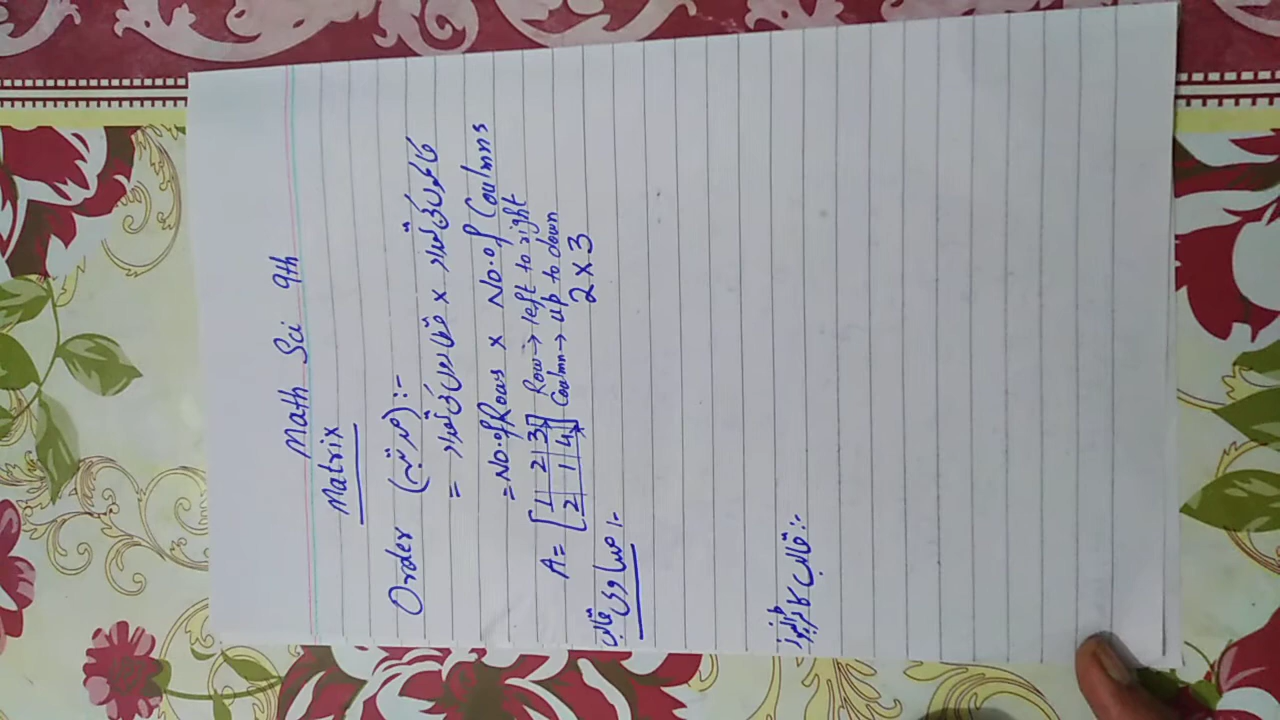 Math Sci 9th
Matrix
Order (مرتبہ) :-
= قطاروں کی تعداد × کالموں کی تعداد
= No. of Rows x No. of Coulmns
A = [1 2 3] Row → left to right
[2 1 4] Coulmn → up to down
2 x 3
مساوی قالب :-
قالب کا ٹرانسپوز :-